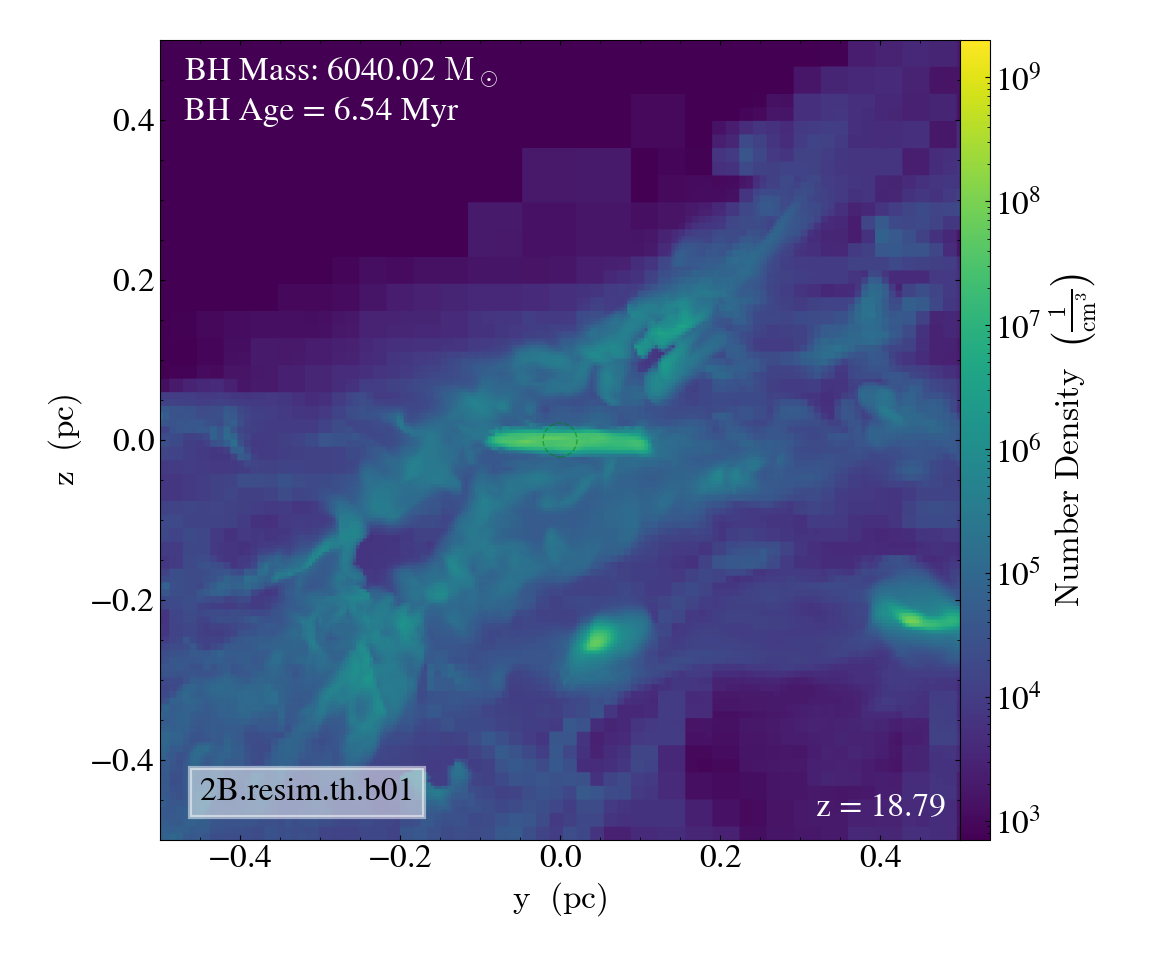 BH Mass: 6040.02 M⊙
BH Age = 6.54 Myr
0.4
0.2
0.0
−0.2
−0.4
z (pc)
2B.resim.th.b01
z = 18.79
−0.4 −0.2 0.0 0.2 0.4
y (pc)
10⁹
10⁸
10⁷
10⁶
10⁵
10⁴
10³
Number Density (1/cm³)